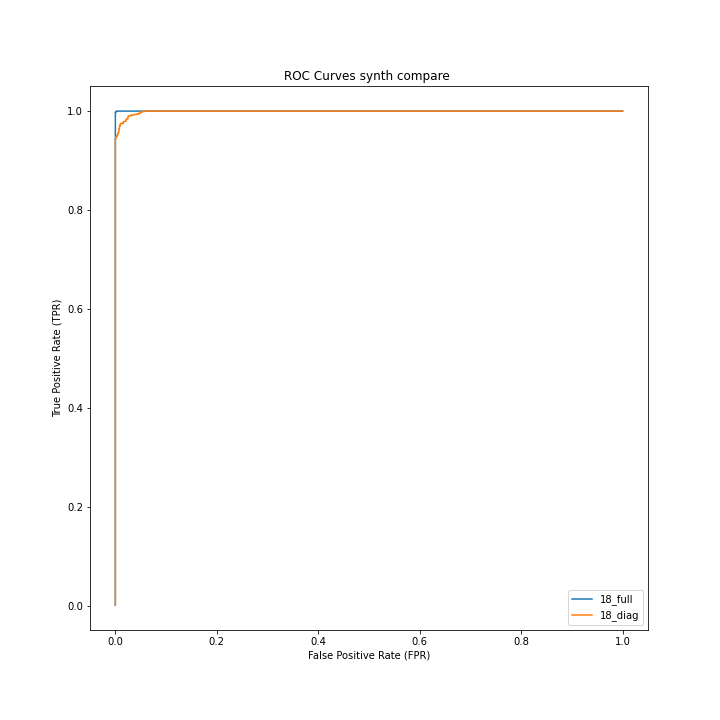 ROC Curves synth compare
True Positive Rate (TPR)
1.0
0.8
0.6
0.4
0.2
0.0
0.0 0.2 0.4 0.6 0.8 1.0
False Positive Rate (FPR)
18_full
18_diag